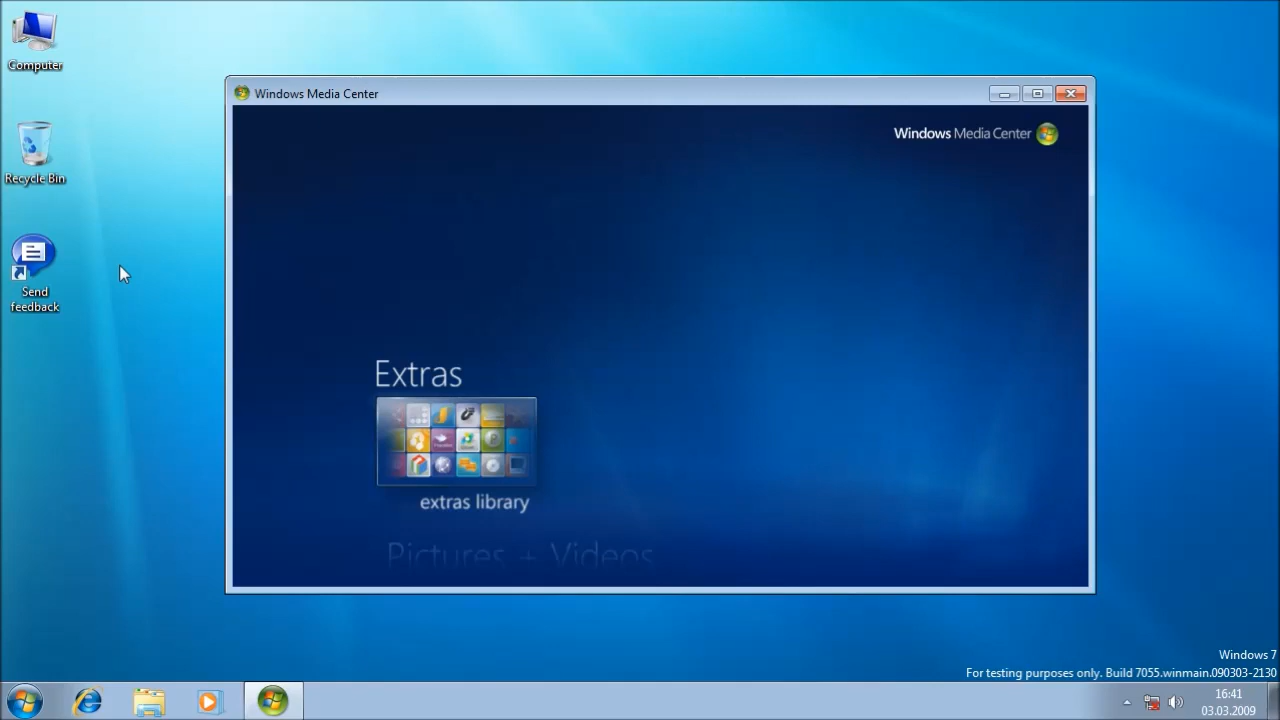 Computer
Recycle Bin
Send
feedback
Windows Media Center
Windows Media Center
Extras
extras library
Pictures + Videos
Windows 7
For testing purposes only. Build 7055.winmain.090303-2130
16:41
03.03.2009